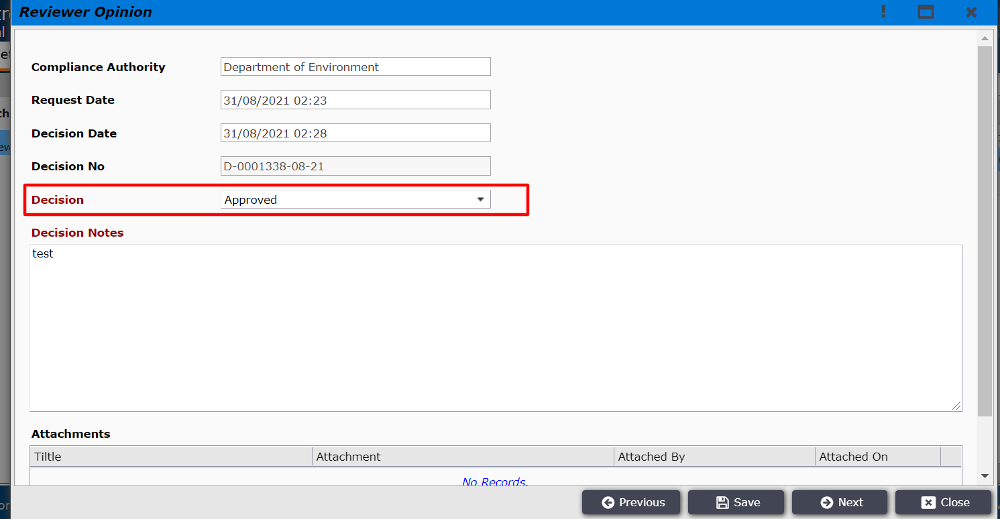 Reviewer Opinion
Compliance Authority Department of Environment
Request Date 31/08/2021 02:23
Decision Date 31/08/2021 02:28
Decision No D-0001338-08-21
Decision Approved
Decision Notes
test
Attachments
Tiltle Attachment Attached By Attached On
No Records.
Previous Save Next Close